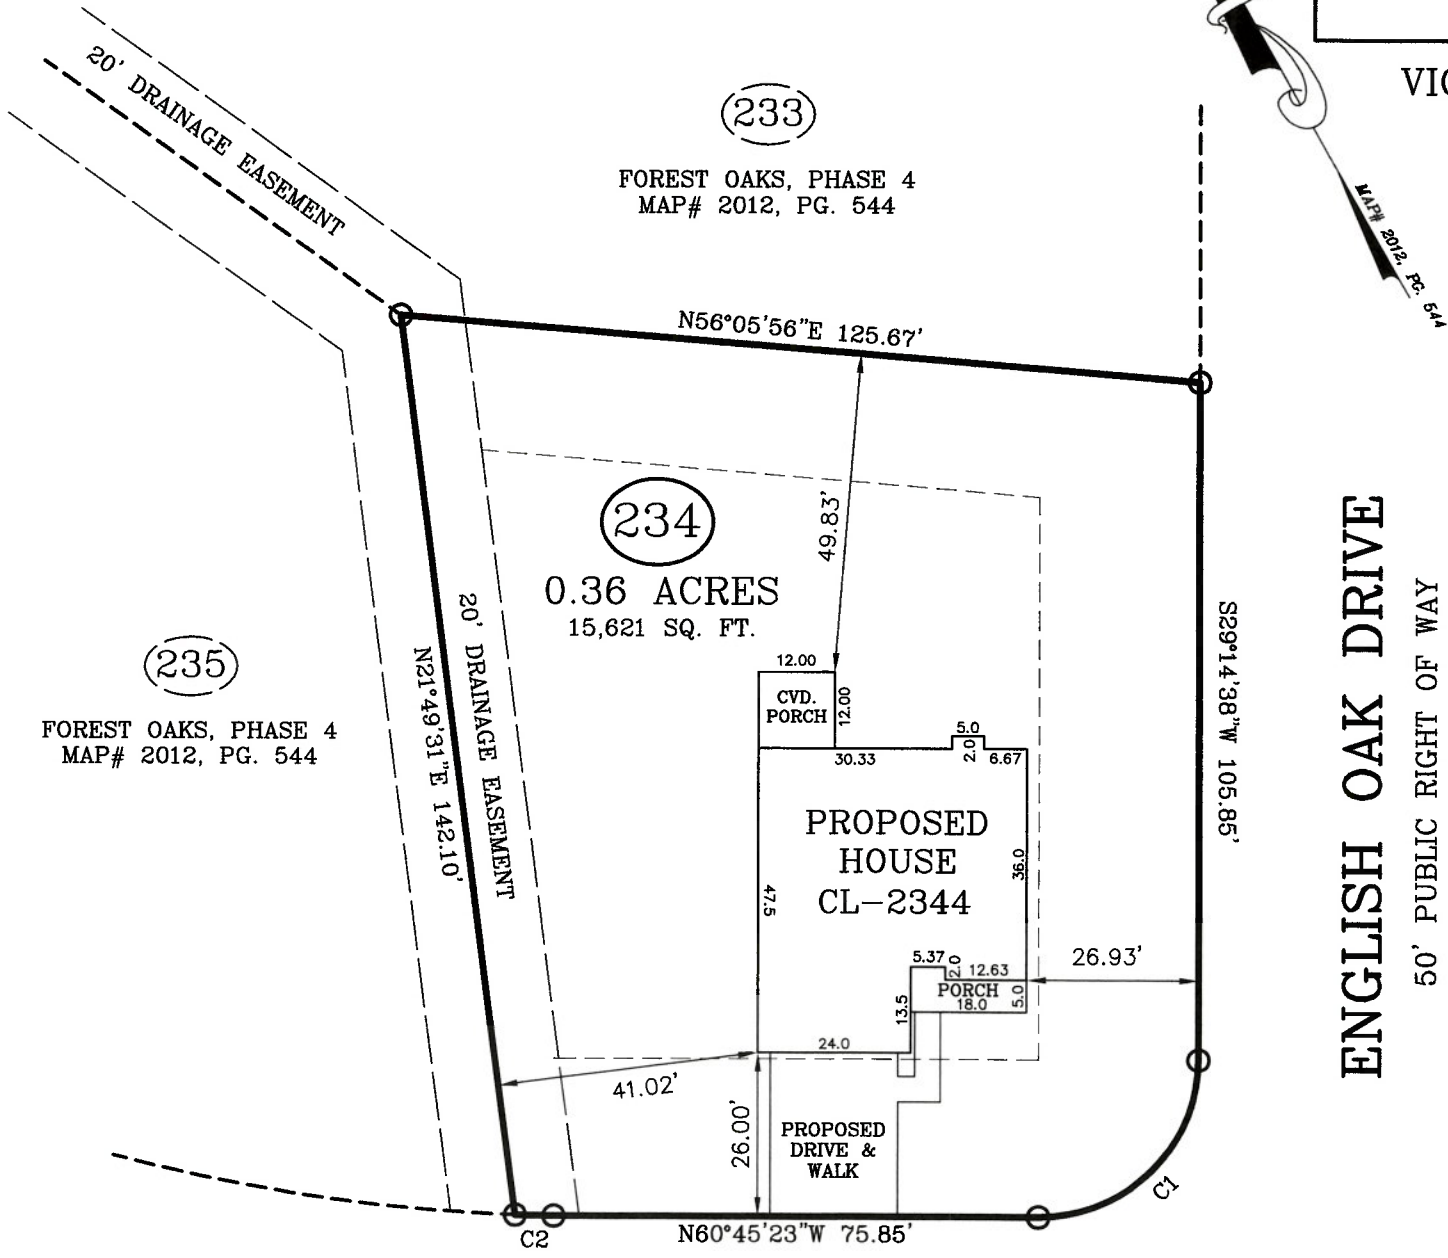 VIC
20' DRAINAGE EASEMENT
233
FOREST OAKS, PHASE 4
MAP# 2012, PG. 544
MAP# 2012, PG. 544
N56°05'56"E 125.67'
234
0.36 ACRES
15,621 SQ. FT.
49.83'
235
FOREST OAKS, PHASE 4
MAP# 2012, PG. 544
N21°49'31"E 142.10'
20' DRAINAGE EASEMENT
12.00
CVD.
PORCH
12.00
30.33
5.0
2.0
6.67
PROPOSED
HOUSE
CL-2344
47.5
36.0
5.37
2.0
12.63
PORCH
18.0
5.0
13.5
24.0
26.93'
S29°14'38"W 105.85'
ENGLISH OAK DRIVE
50' PUBLIC RIGHT OF WAY
41.02'
26.00'
PROPOSED
DRIVE &
WALK
C1
C2
N60°45'23"W 75.85'